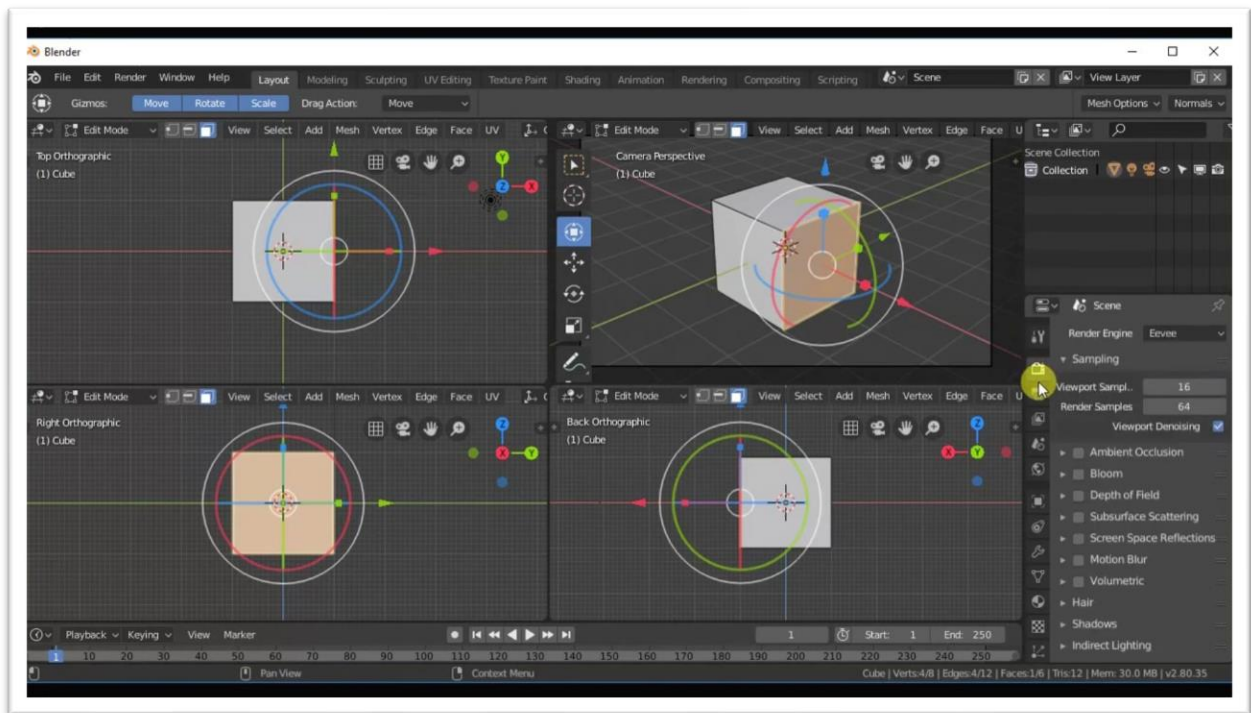 Blender
File Edit Render Window Help Layout Modeling Sculpting UV Editing Texture Paint Shading Animation Rendering Compositing Scripting Scene View Layer
Gizmos: Move Rotate Scale Drag Action: Move Mesh Options Normals
Edit Mode View Select Add Mesh Vertex Edge Face UV
Top Orthographic
(1) Cube
Y
Z
X
Edit Mode View Select Add Mesh Vertex Edge Face U
Camera Perspective
(1) Cube
Scene Collection
Collection
Edit Mode View Select Add Mesh Vertex Edge Face UV
Right Orthographic
(1) Cube
Z
X Y
Edit Mode View Select Add Mesh Vertex Edge Face U
Back Orthographic
(1) Cube
Z
X Y
Scene
Render Engine Eevee
Sampling
Viewport Sampl.. 16
Render Samples 64
Viewport Denoising
Ambient Occlusion
Bloom
Depth of Field
Subsurface Scattering
Screen Space Reflections
Motion Blur
Volumetric
Hair
Shadows
Indirect Lighting
Playback Keying View Marker 1 Start: 1 End: 250
1 10 20 30 40 50 60 70 80 90 100 110 120 130 140 150 160 170 180 190 200 210 220 230 240 250
Pan View Context Menu Cube | Verts:4/8 | Edges:4/12 | Faces:1/6 | Tris:12 | Mem: 30.0 MB | v2.80.35